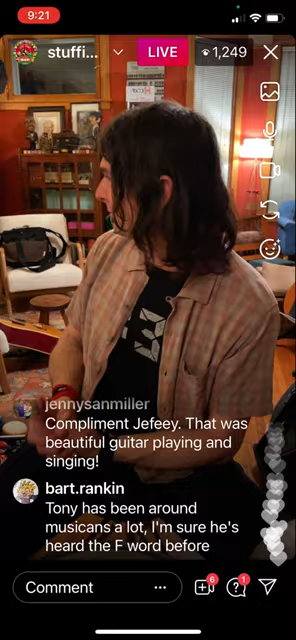 9:21
stuffi...
LIVE
1,249
jennysanmiller
Compliment Jefeey. That was
beautiful guitar playing and
singing!
bart.rankin
Tony has been around
musicans a lot, I'm sure he's
heard the F word before
Comment
6
1